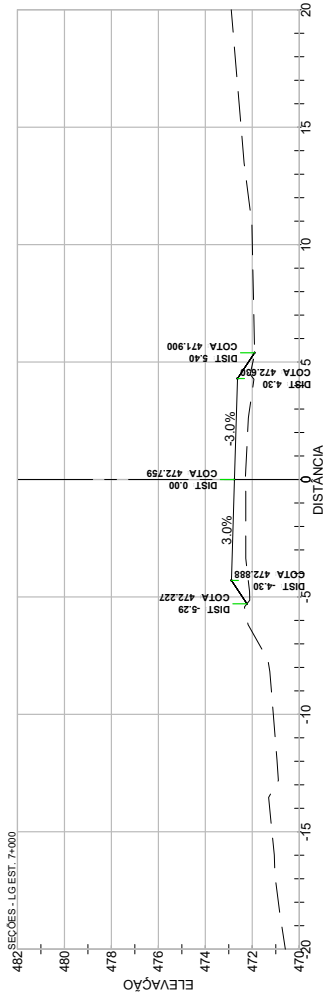 SEÇÕES - LG EST. 7+000
482
480
478
476
474
472
470
ELEVAÇÃO
DIST -5.29
COTA 472.227
DIST -4.30
COTA 472.888
3.0%
DIST 0.00
COTA 472.759
-3.0%
DIST 4.30
COTA 472.630
DIST 5.40
COTA 471.900
-20
-15
-10
-5
0
5
10
15
20
DISTÂNCIA